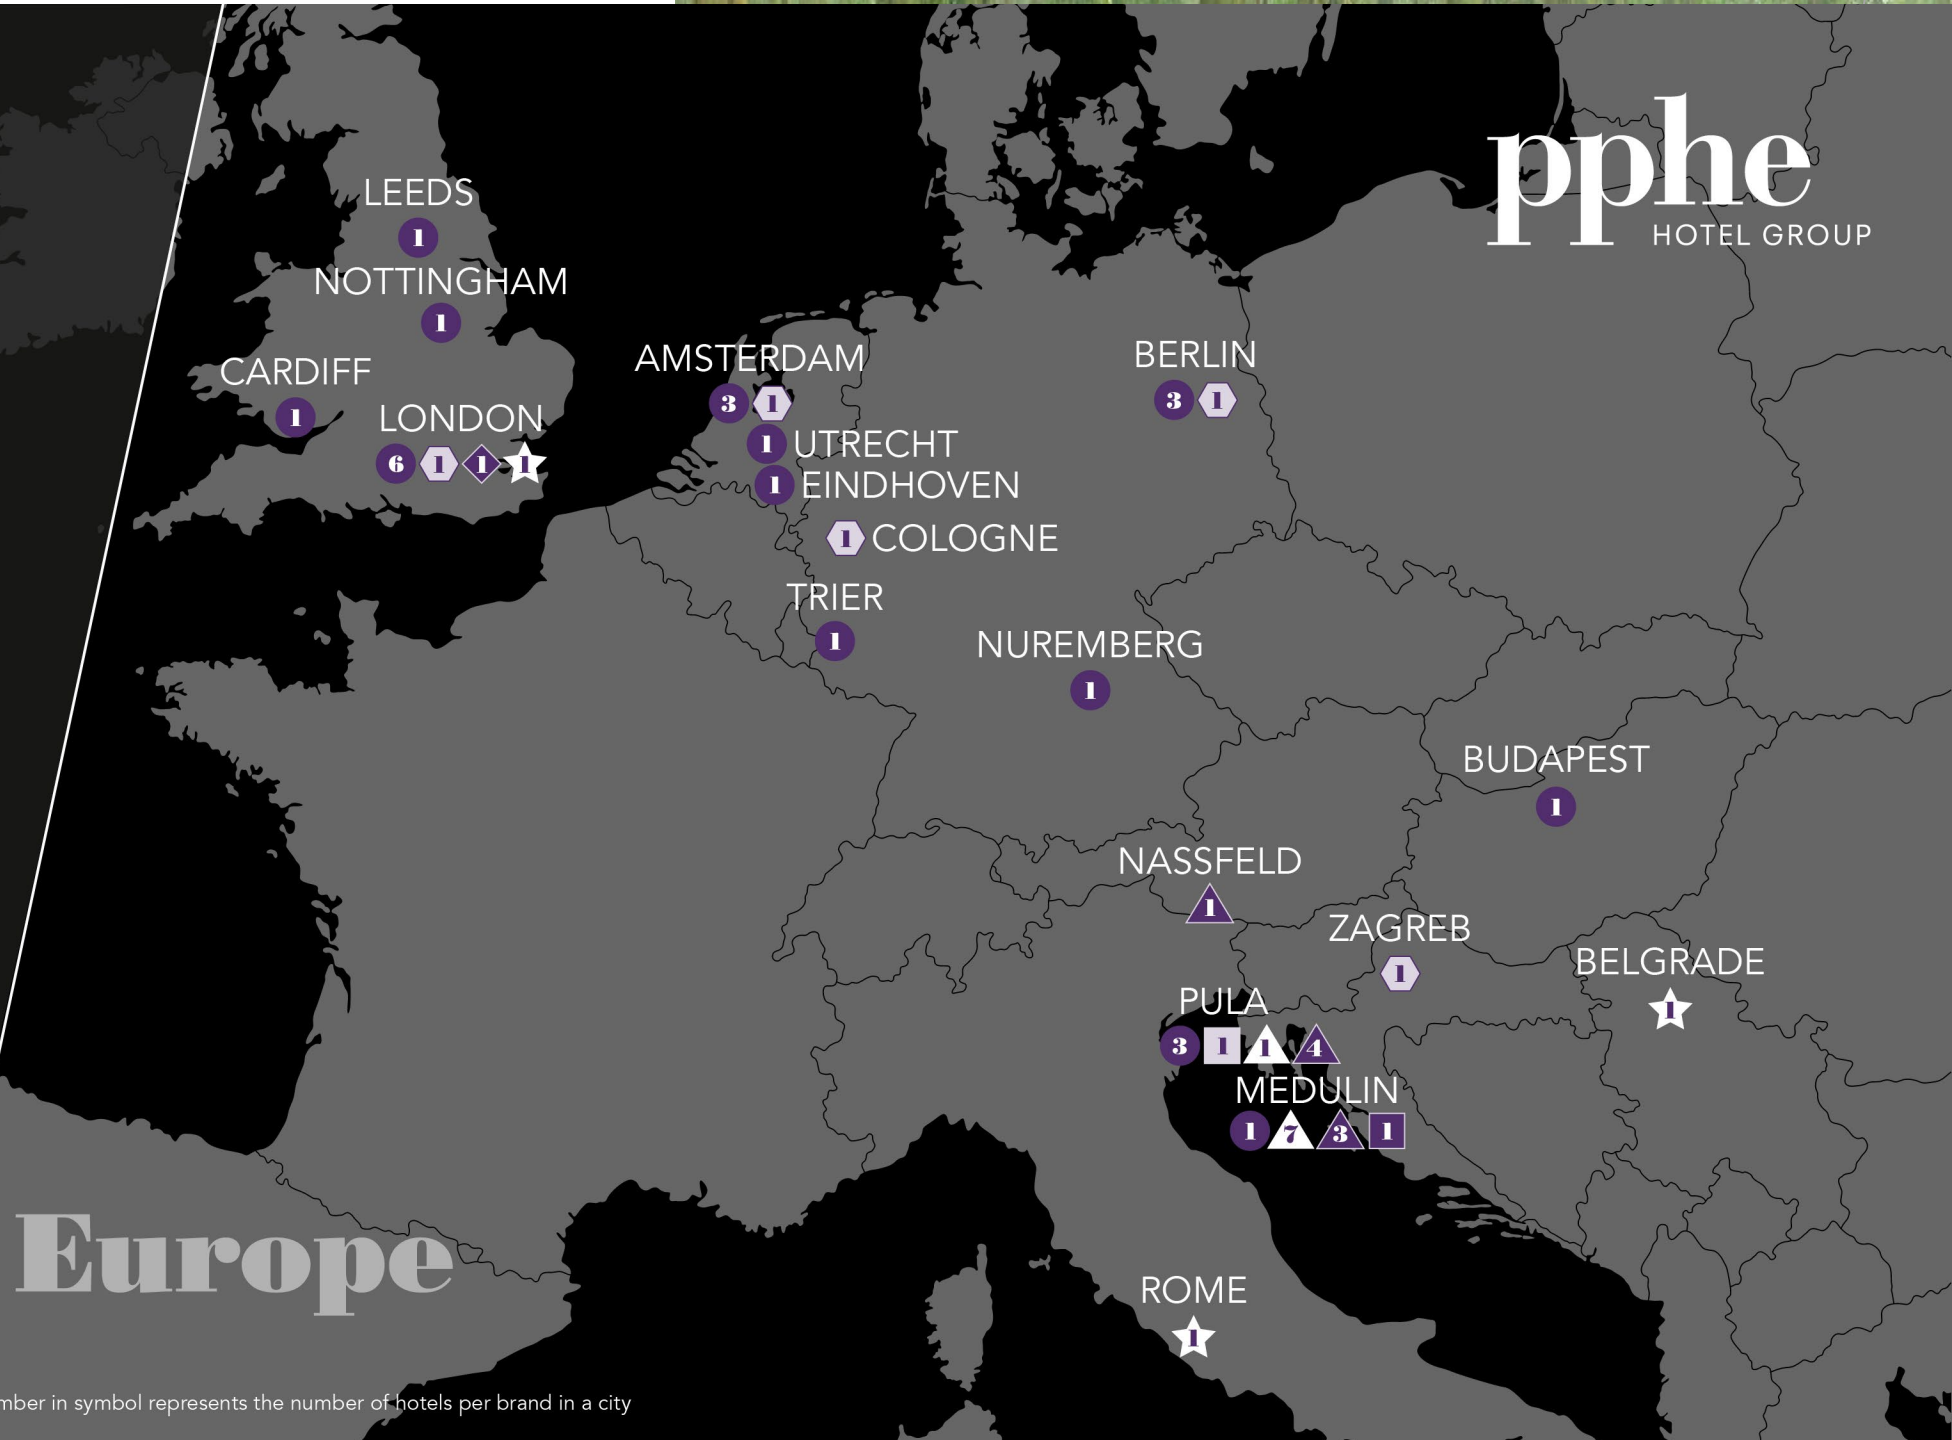 pphe
HOTEL GROUP
LEEDS
1
NOTTINGHAM
1
CARDIFF
1
LONDON
6 1 1 1
AMSTERDAM
3 1
1 UTRECHT
1 EINDHOVEN
1 COLOGNE
TRIER
1
BERLIN
3 1
NUREMBERG
1
BUDAPEST
1
NASSFELD
1
ZAGREB
1
BELGRADE
1
PULA
3 1 1 4
MEDULIN
1 7 3 1
ROME
1
Europe
in symbol represents the number of hotels per brand in a city